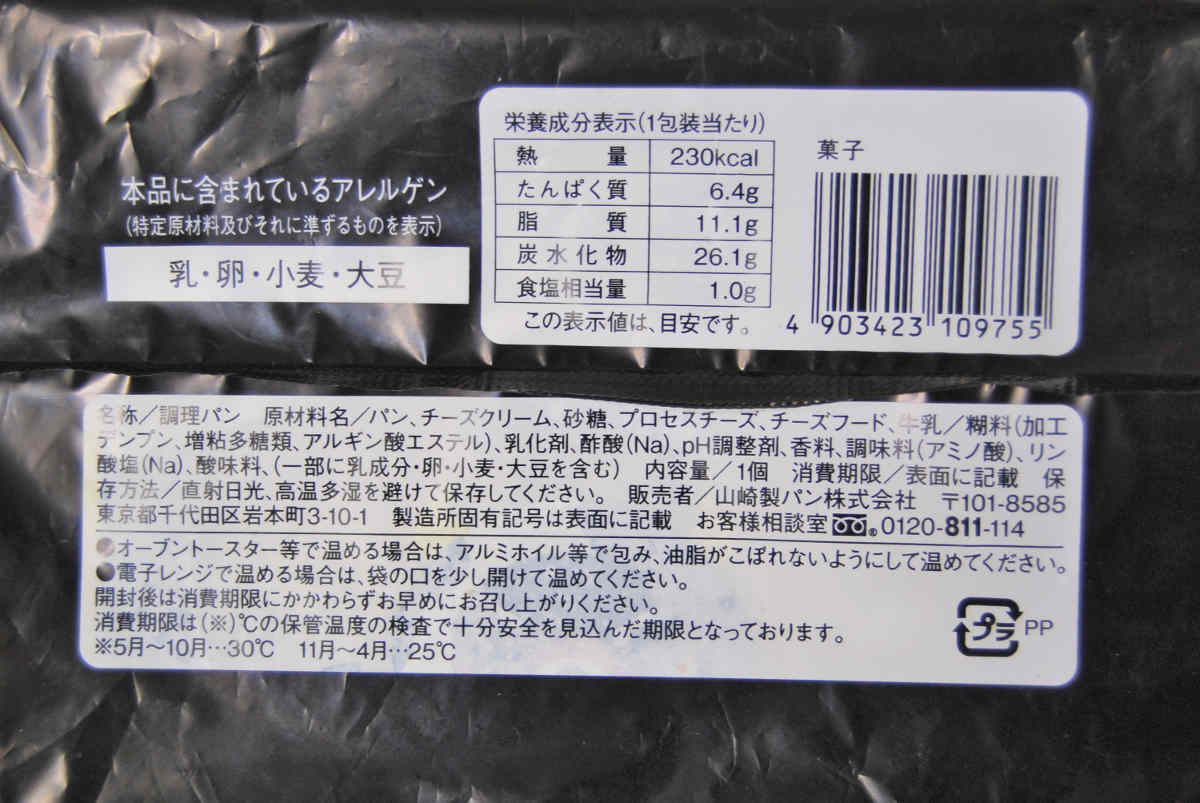 本品に含まれているアレルゲン
(特定原材料及びそれに準ずるものを表示)
乳・卵・小麦・大豆
栄養成分表示(1包装当たり)
熱量 230kcal
たんぱく質 6.4g
脂質 11.1g
炭水化物 26.1g
食塩相当量 1.0g
この表示値は、目安です。
菓子
4 903423 109755
名称/調理パン 原材料名/パン、チーズクリーム、砂糖、プロセスチーズ、チーズフード、牛乳/糊料(加工
デンプン、増粘多糖類、アルギン酸エステル)、乳化剤、酢酸(Na)、pH調整剤、香料、調味料(アミノ酸)、リン
酸塩(Na)、酸味料、(一部に乳成分・卵・小麦・大豆を含む) 内容量/1個 消費期限/表面に記載 保
存方法/直射日光、高温多湿を避けて保存してください。 販売者/山崎製パン株式会社 〒101-8585
東京都千代田区岩本町3-10-1 製造所固有記号は表面に記載 お客様相談室 0120-811-114
●オーブントースター等で温める場合は、アルミホイル等で包み、油脂がこぼれないようにして温めてください。
●電子レンジで温める場合は、袋の口を少し開けて温めてください。
開封後は消費期限にかかわらずお早めにお召し上がりください。
消費期限は(※)℃の保管温度の検査で十分安全を見込んだ期限となっております。
※5月〜10月…30℃ 11月〜4月…25℃
プラ PP